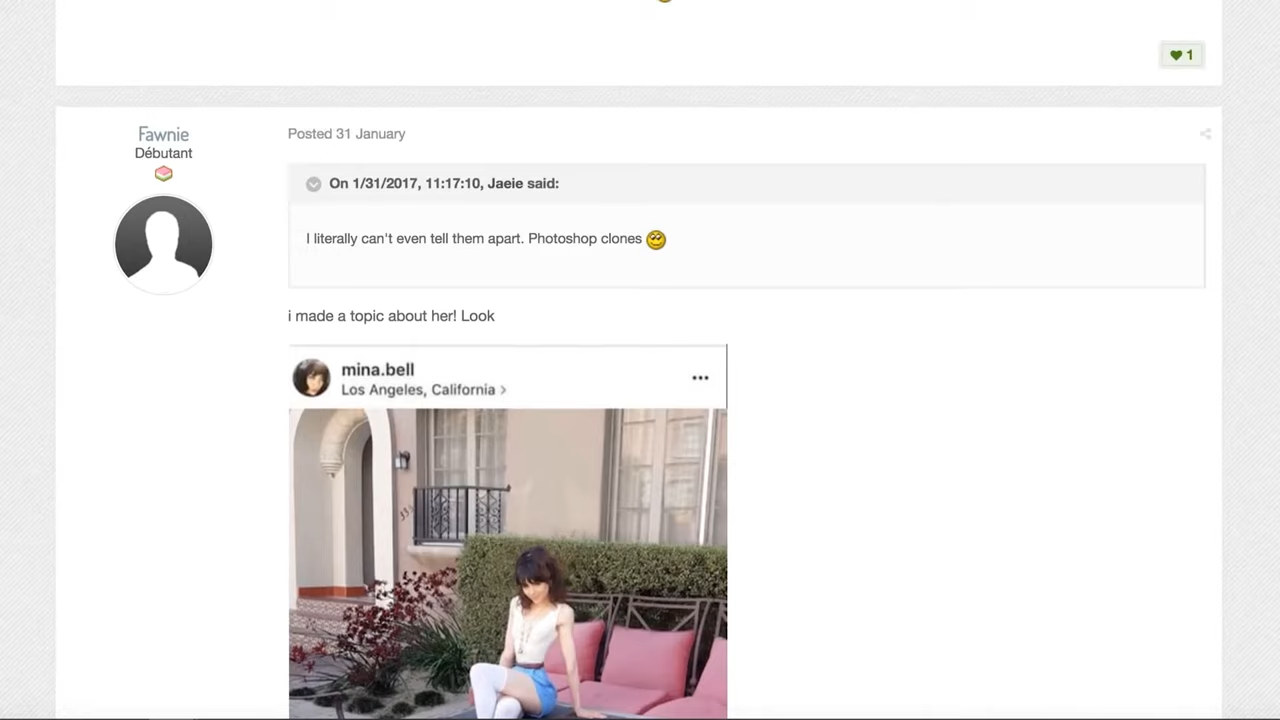 1
Fawnie
Débutant
Posted 31 January
On 1/31/2017, 11:17:10, Jaeie said:
I literally can't even tell them apart. Photoshop clones
i made a topic about her! Look
mina.bell
Los Angeles, California >